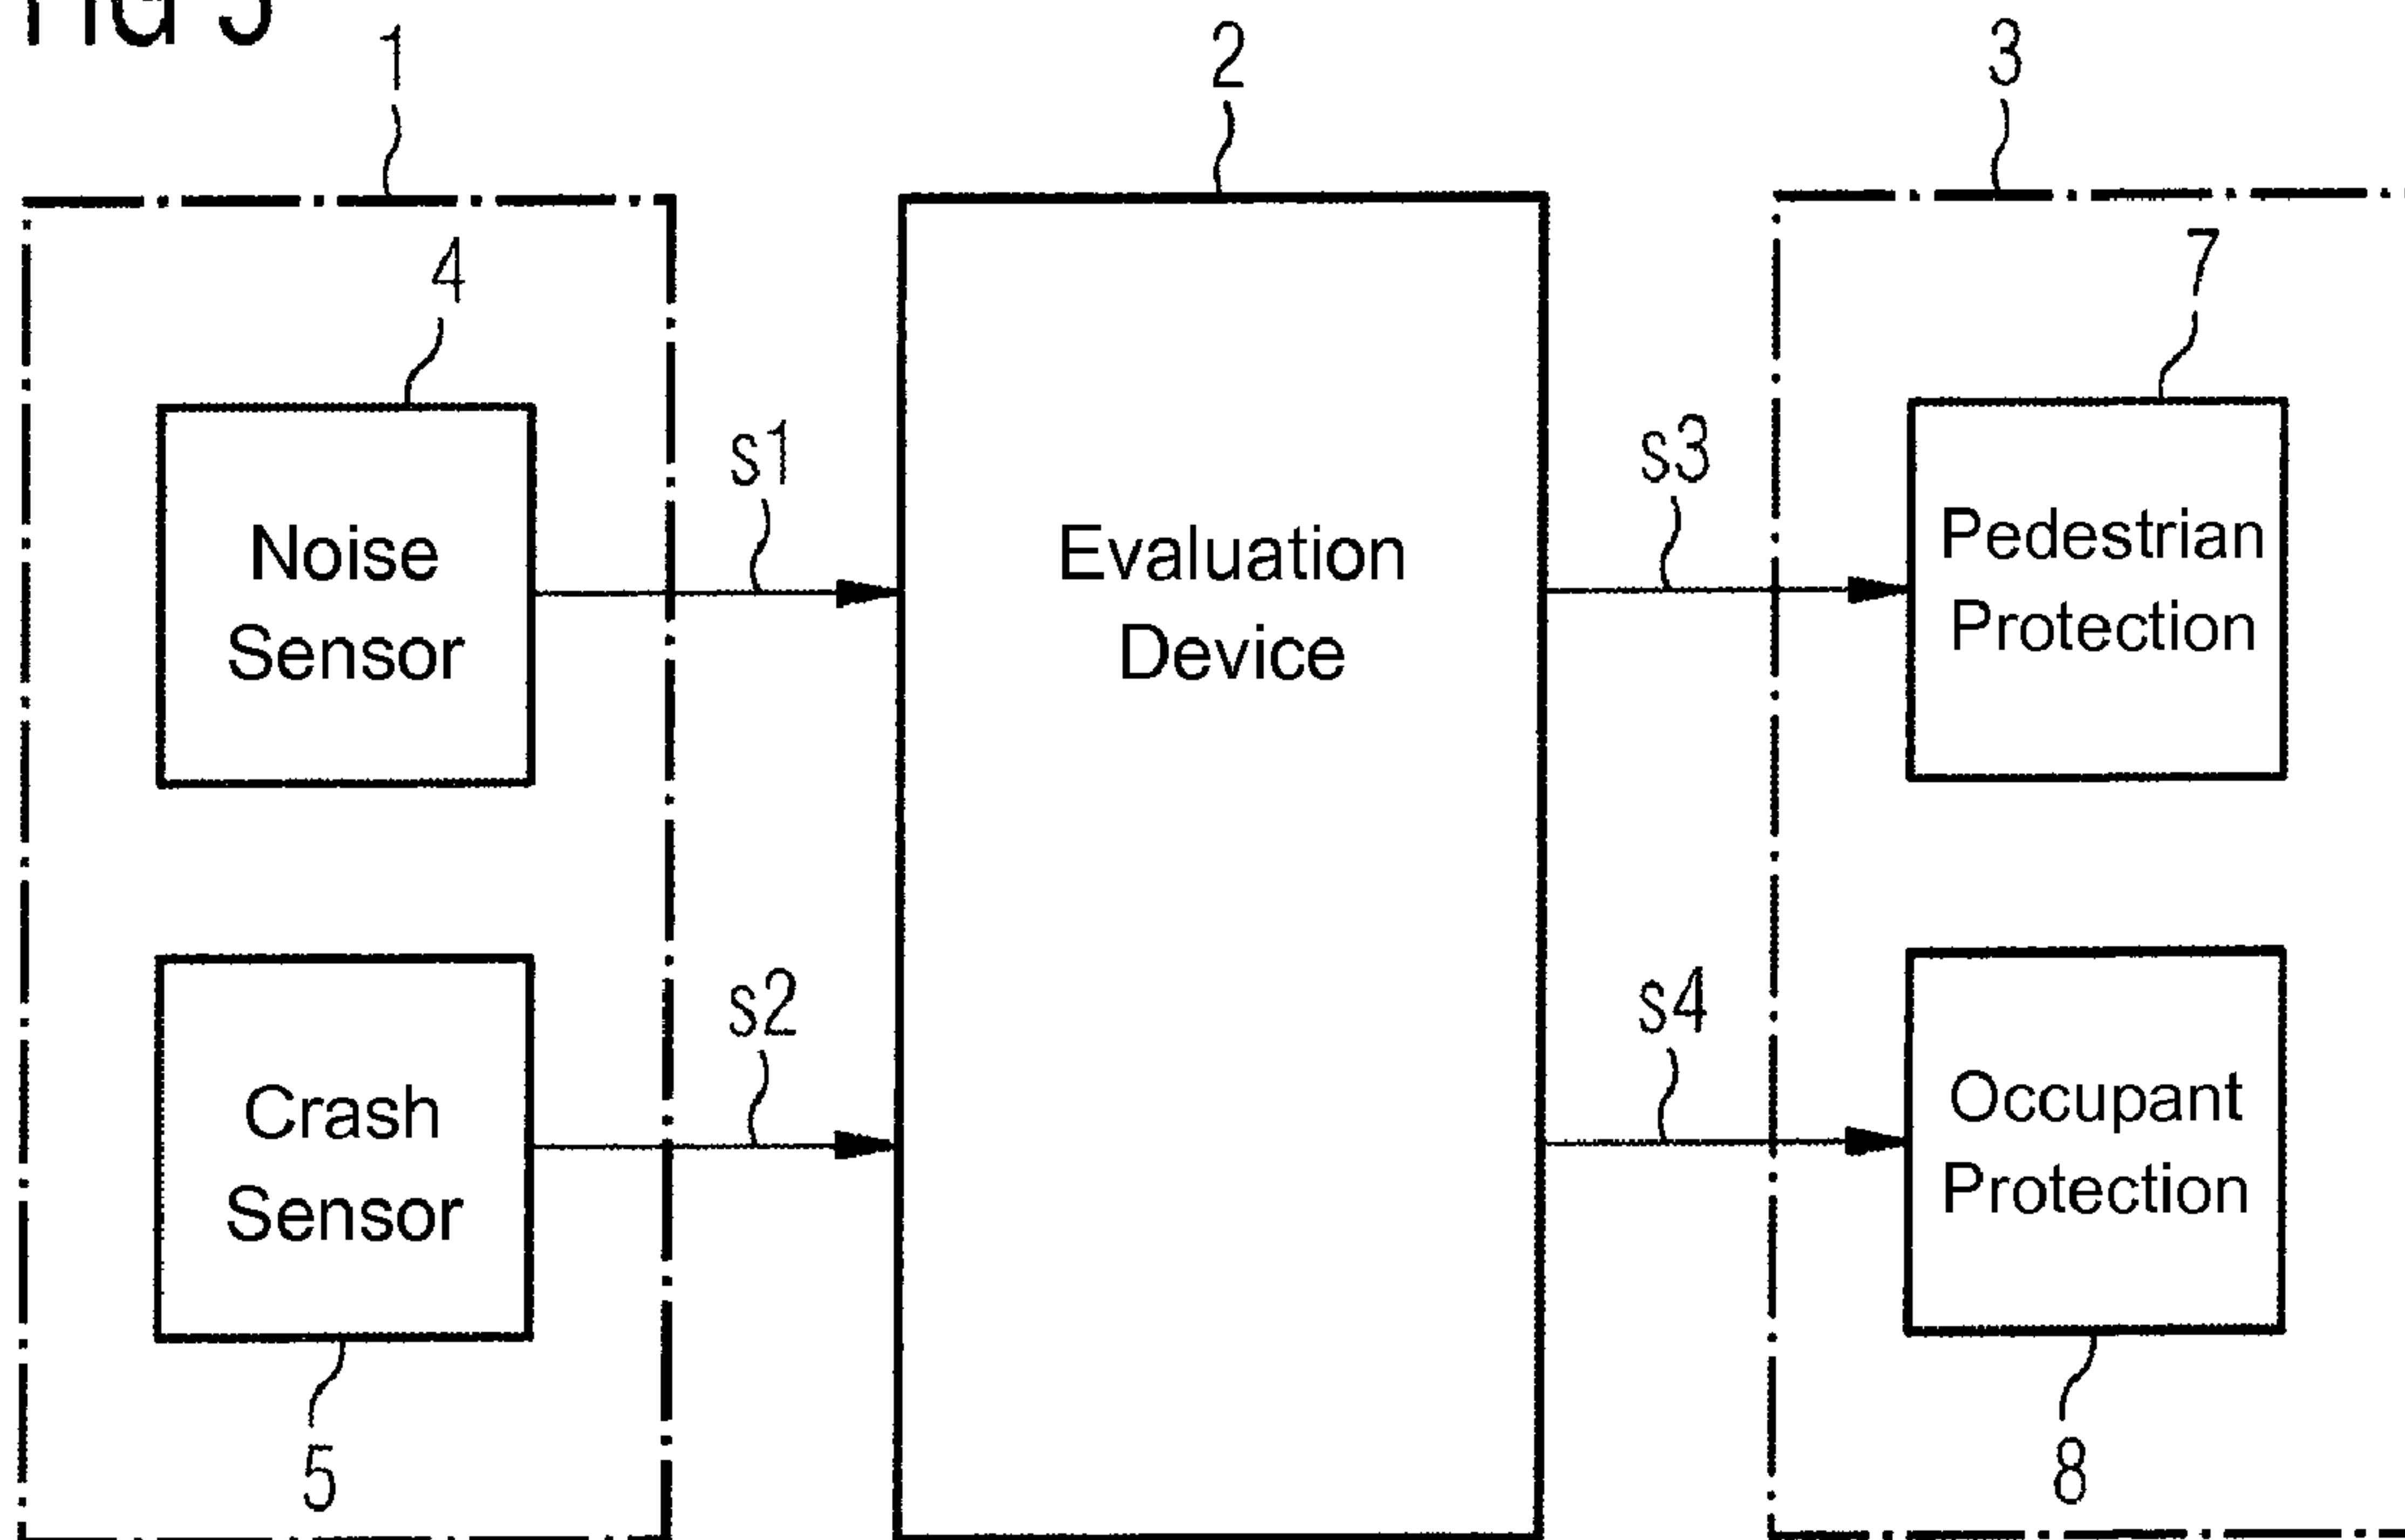 1
2
3
4
7
s1
s3
Noise
Sensor
Evaluation
Device
Pedestrian
Protection
s2
s4
Crash
Sensor
Occupant
Protection
5
8